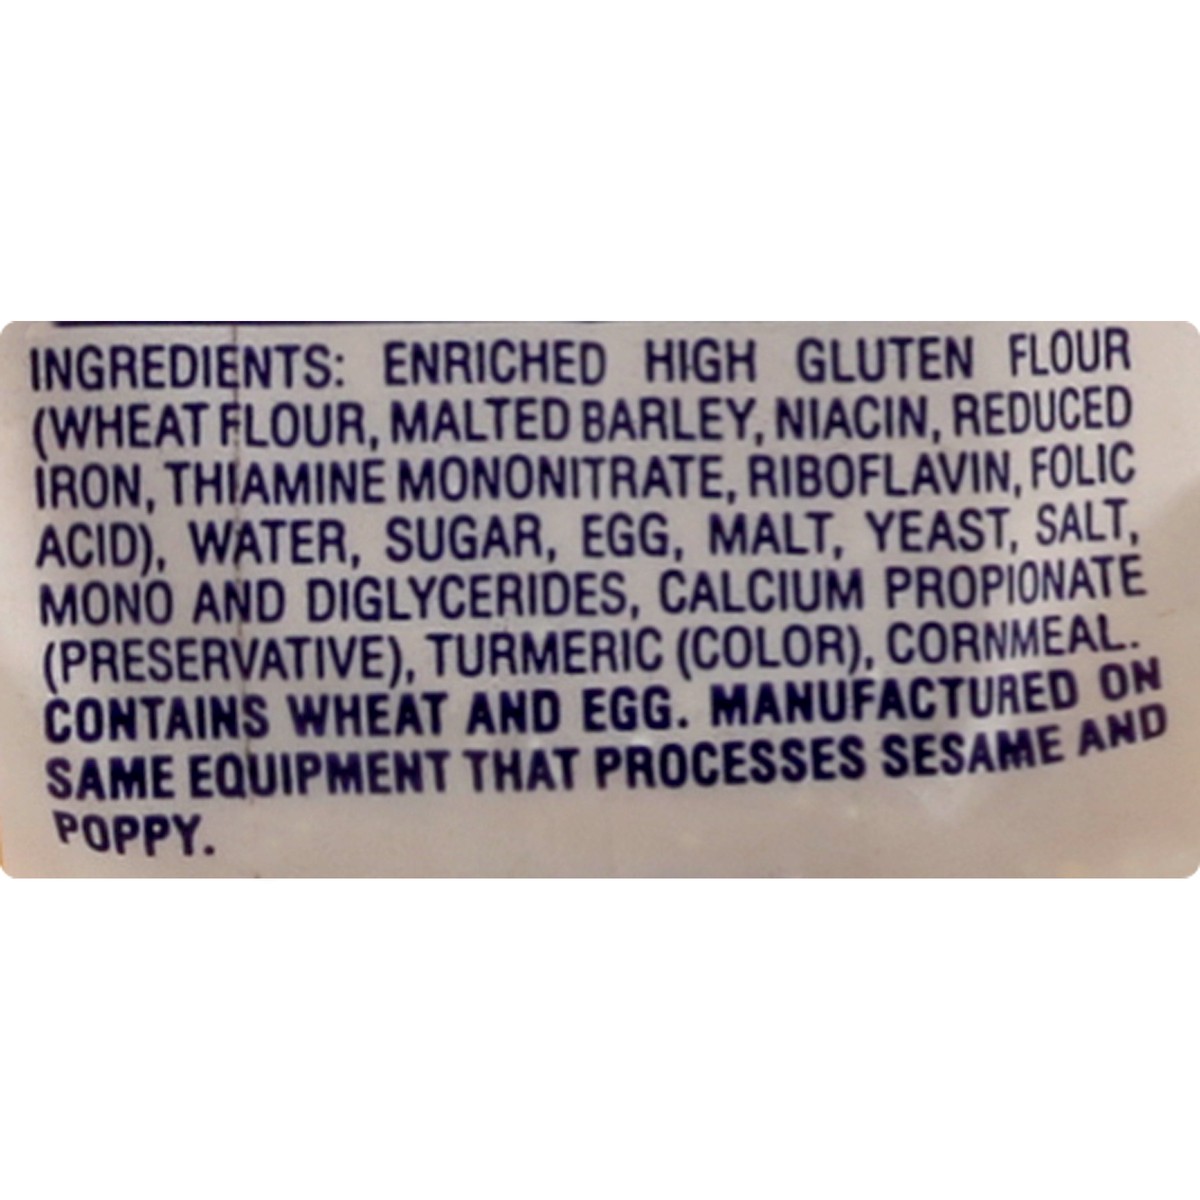 INGREDIENTS: ENRICHED HIGH GLUTEN FLOUR
(WHEAT FLOUR, MALTED BARLEY, NIACIN, REDUCED
IRON, THIAMINE MONONITRATE, RIBOFLAVIN, FOLIC
ACID), WATER, SUGAR, EGG, MALT, YEAST, SALT,
MONO AND DIGLYCERIDES, CALCIUM PROPIONATE
(PRESERVATIVE), TURMERIC (COLOR), CORNMEAL.
CONTAINS WHEAT AND EGG. MANUFACTURED ON
SAME EQUIPMENT THAT PROCESSES SESAME AND
POPPY.